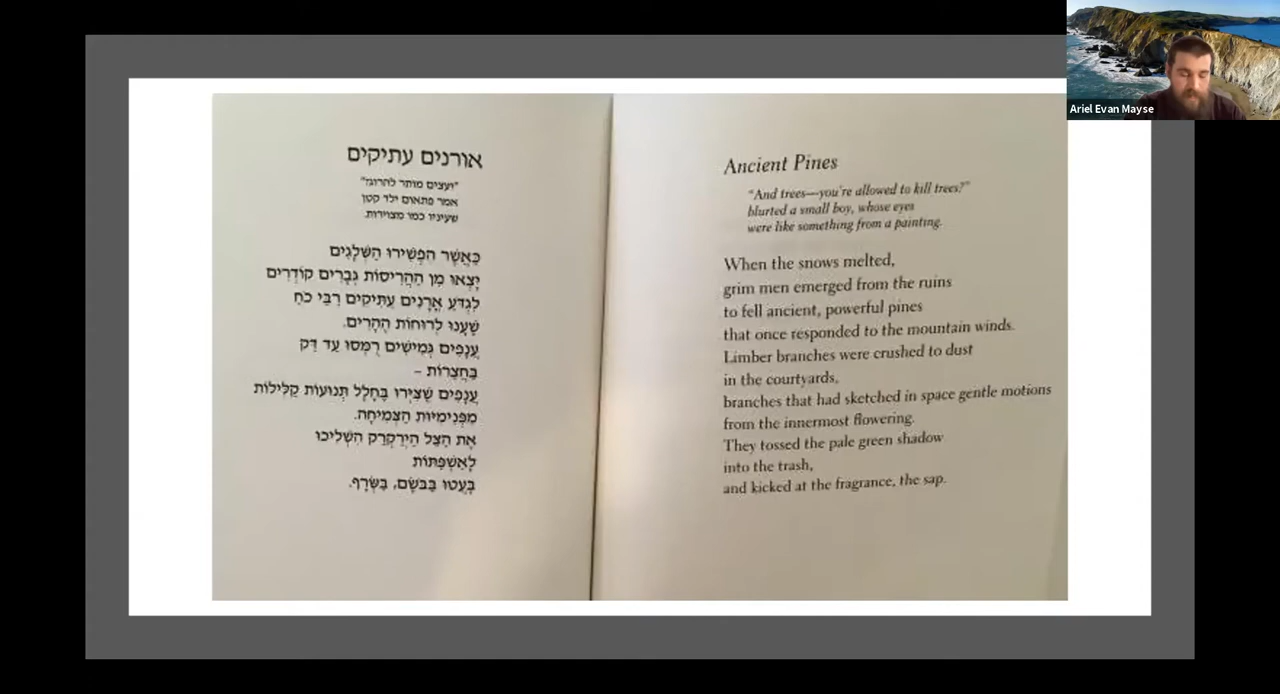 אורנים עתיקים
"ועצים מותר להרוג?"
אמר פתאום ילד קטן
שעיניו כמו מצוירות.
כַּאֲשֶׁר הִפְשִׁירוּ הַשְּׁלָגִים
יָצְאוּ מִן הַהֲרִיסוֹת גְּבָרִים קוֹדְרִים
לִגְדֹּעַ אֳרָנִים עַתִּיקִים רַבֵּי כֹּחַ
שֶׁעָנוּ לְרוּחוֹת הֶהָרִים.
עֲנָפִים גְּמִישִׁים רֻמְּסוּ עַד דַּק
בַּחֲצֵרוֹת –
עֲנָפִים שֶׁצִּיְּרוּ בֶּחָלָל תְּנוּעוֹת קַלִּילוֹת
מִפְּנִימִיּוּת הַצְּמִיחָה.
אֶת הַצֵּל הַיְרַקְרַק הִשְׁלִיכוּ
לָאַשְׁפַּתּוֹת
בָּעֲטוּ בַּבֹּשֶׂם, בַּשְּׂרָף.
Ancient Pines
"And trees—you're allowed to kill trees?"
blurted a small boy, whose eyes
were like something from a painting.
When the snows melted,
grim men emerged from the ruins
to fell ancient, powerful pines
that once responded to the mountain winds.
Limber branches were crushed to dust
in the courtyards,
branches that had sketched in space gentle motions
from the innermost flowering.
They tossed the pale green shadow
into the trash,
and kicked at the fragrance, the sap.
Ariel Evan Mayse